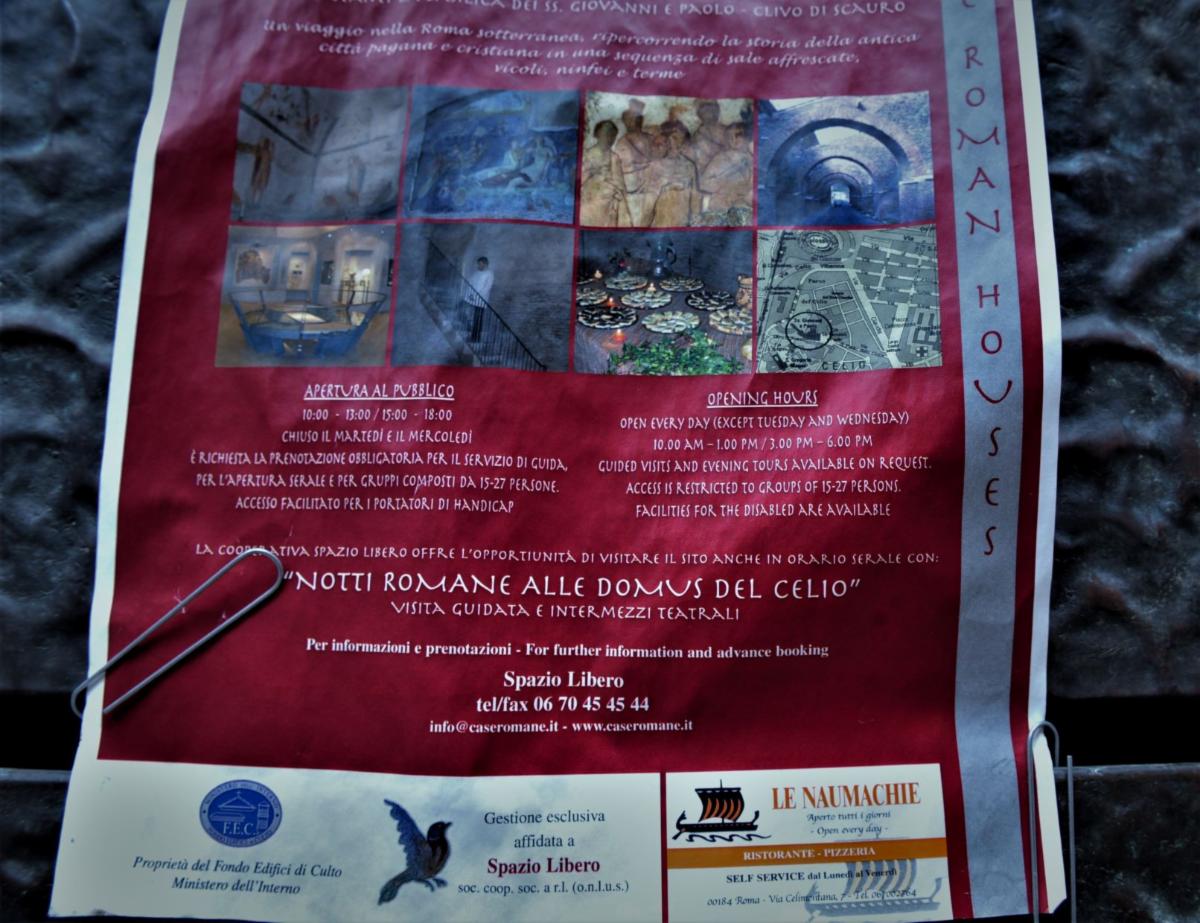 BASILICA DEI SS. GIOVANNI E PAOLO - CLIVO DI SCAURO
Un viaggio nella Roma sotterranea, ripercorrendo la storia della antica
città pagana e cristiana in una sequenza di sale affrescate,
vicoli, ninfei e terme
ROMAN HOUSES
CELIO
APERTURA AL PUBBLICO
10:00 - 13:00 / 15:00 - 18:00
CHIUSO IL MARTEDÌ E IL MERCOLEDÌ
È RICHIESTA LA PRENOTAZIONE OBBLIGATORIA PER IL SERVIZIO DI GUIDA,
PER L'APERTURA SERALE E PER GRUPPI COMPOSTI DA 15-27 PERSONE.
ACCESSO FACILITATO PER I PORTATORI DI HANDICAP
OPENING HOURS
OPEN EVERY DAY (EXCEPT TUESDAY AND WEDNESDAY)
10.00 AM – 1.00 PM / 3.00 PM – 6.00 PM
GUIDED VISITS AND EVENING TOURS AVAILABLE ON REQUEST.
ACCESS IS RESTRICTED TO GROUPS OF 15-27 PERSONS.
FACILITIES FOR THE DISABLED ARE AVAILABLE
LA COOPERATIVA SPAZIO LIBERO OFFRE L'OPPORTIUNITÀ DI VISITARE IL SITO ANCHE IN ORARIO SERALE CON:
"NOTTI ROMANE ALLE DOMUS DEL CELIO"
VISITA GUIDATA E INTERMEZZI TEATRALI
Per informazioni e prenotazioni - For further information and advance booking
Spazio Libero
tel/fax 06 70 45 45 44
info@caseromane.it - www.caseromane.it
F.E.C.
Proprietà del Fondo Edifici di Culto
Ministero dell'Interno
Gestione esclusiva
affidata a
Spazio Libero
soc. coop. soc. a r.l. (o.n.l.u.s.)
LE NAUMACHIE
Aperto tutti i giorni
- Open every day -
RISTORANTE - PIZZERIA
SELF SERVICE dal Lunedì al Venerdì
00184 Roma - Via Celimontana, 7 - Tel.